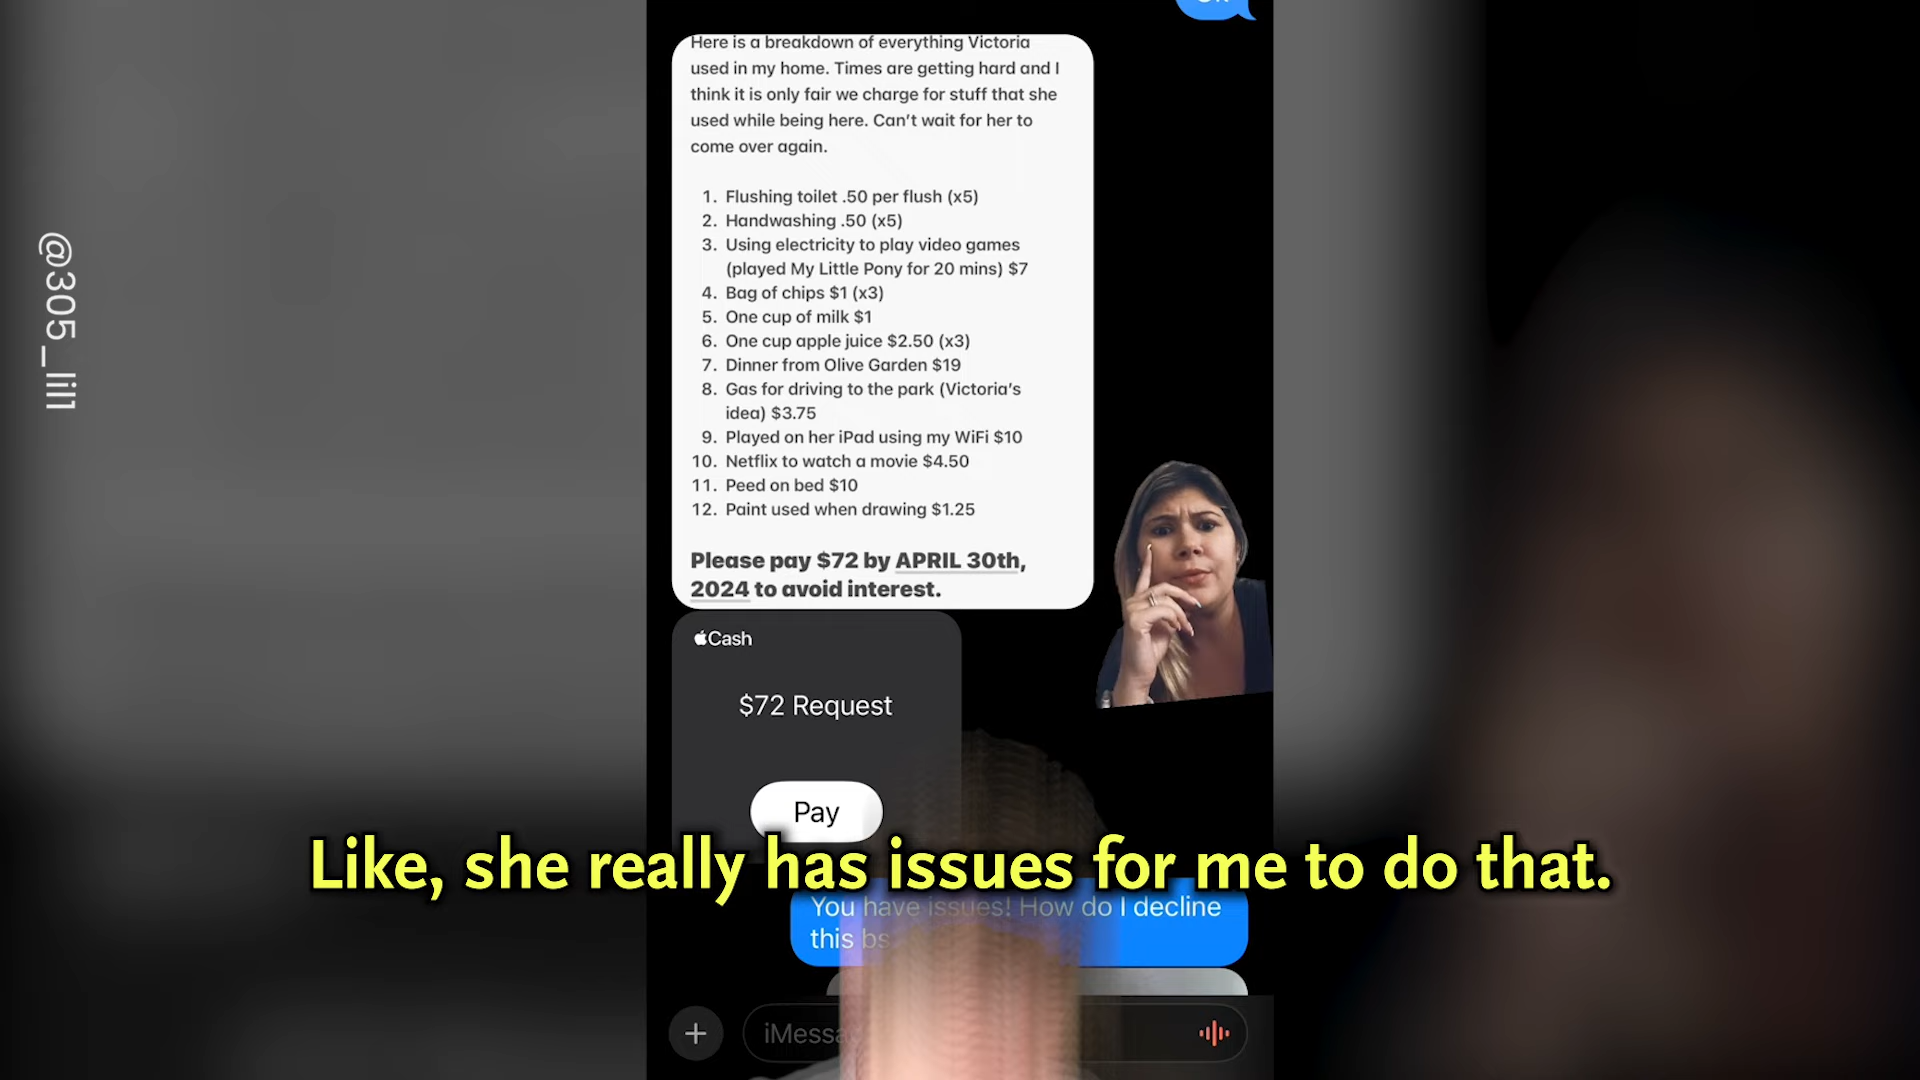 Here is a breakdown of everything Victoria
used in my home. Times are getting hard and I
think it is only fair we charge for stuff that she
used while being here. Can't wait for her to
come over again.
1. Flushing toilet .50 per flush (x5)
2. Handwashing .50 (x5)
3. Using electricity to play video games
(played My Little Pony for 20 mins) $7
4. Bag of chips $1 (x3)
5. One cup of milk $1
6. One cup apple juice $2.50 (x3)
7. Dinner from Olive Garden $19
8. Gas for driving to the park (Victoria's
idea) $3.75
9. Played on her iPad using my WiFi $10
10. Netflix to watch a movie $4.50
11. Peed on bed $10
12. Paint used when drawing $1.25
Please pay $72 by APRIL 30th,
2024 to avoid interest.
Cash
$72 Request
Pay
Like, she really has issues for me to do that.
You have issues! How do I decline
this bs
@305_lil1